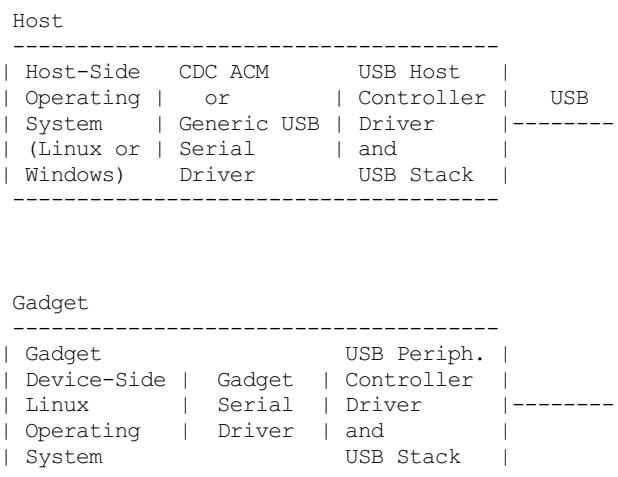 Host
--------------------------------------
| Host-Side   CDC ACM       USB Host   |
| Operating |   or        | Controller |   USB
| System    | Generic USB | Driver     |--------
| (Linux or | Serial      | and        |
| Windows)    Driver        USB Stack  |
--------------------------------------
Gadget
--------------------------------------
| Gadget                   USB Periph. |
| Device-Side |  Gadget  | Controller  |
| Linux       |  Serial  | Driver      |--------
| Operating   |  Driver  | and         |
| System                   USB Stack   |